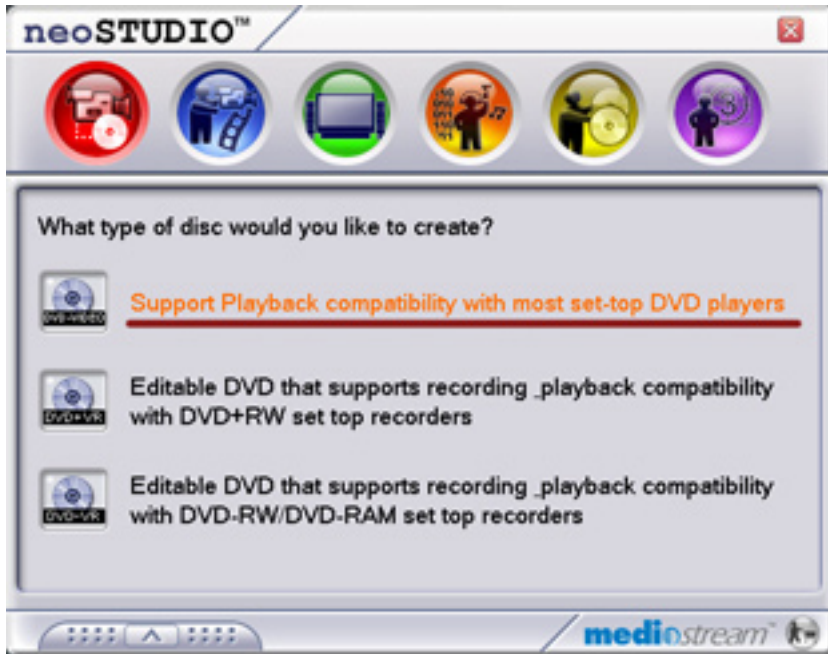 neoSTUDIO™
What type of disc would you like to create?
DVD-VIDEO
Support Playback compatibility with most set-top DVD players
DVD+VR
Editable DVD that supports recording _playback compatibility
with DVD+RW set top recorders
DVD-VR
Editable DVD that supports recording _playback compatibility
with DVD-RW/DVD-RAM set top recorders
mediostream™